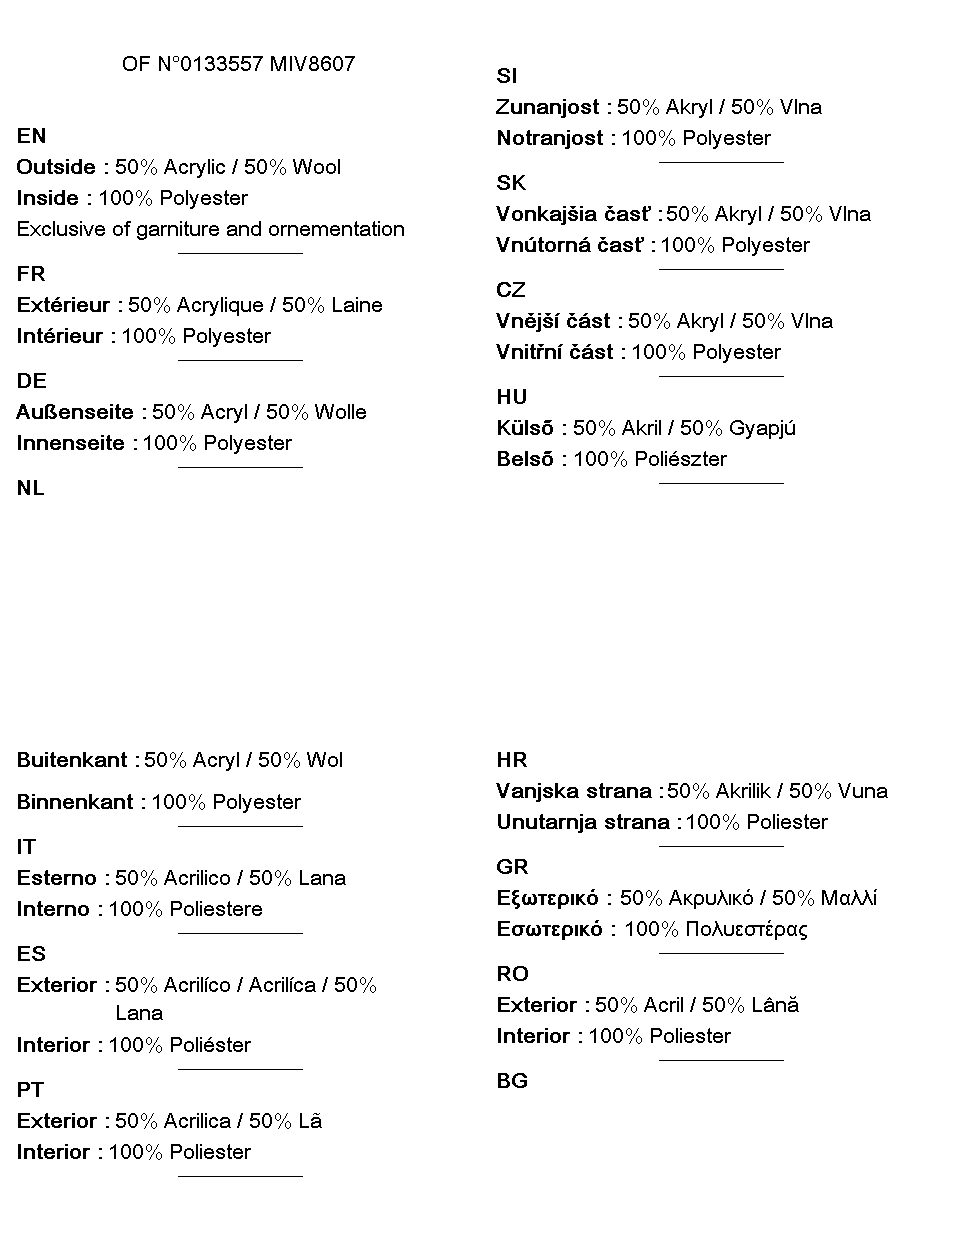 OF N°0133557 MIV8607
EN
Outside : 50% Acrylic / 50% Wool
Inside : 100% Polyester
Exclusive of garniture and ornementation
FR
Extérieur : 50% Acrylique / 50% Laine
Intérieur : 100% Polyester
DE
Außenseite : 50% Acryl / 50% Wolle
Innenseite : 100% Polyester
NL
Buitenkant : 50% Acryl / 50% Wol
Binnenkant : 100% Polyester
IT
Esterno : 50% Acrilico / 50% Lana
Interno : 100% Poliestere
ES
Exterior : 50% Acrilíco / Acrilíca / 50%
Lana
Interior : 100% Poliéster
PT
Exterior : 50% Acrilica / 50% Lã
Interior : 100% Poliester
SI
Zunanjost : 50% Akryl / 50% Vlna
Notranjost : 100% Polyester
SK
Vonkajšia časť : 50% Akryl / 50% Vlna
Vnútorná časť : 100% Polyester
CZ
Vnější část : 50% Akryl / 50% Vlna
Vnitřní část : 100% Polyester
HU
Külsõ : 50% Akril / 50% Gyapjú
Belsõ : 100% Poliészter
HR
Vanjska strana : 50% Akrilik / 50% Vuna
Unutarnja strana : 100% Poliester
GR
Εξωτερικό : 50% Ακρυλικό / 50% Μαλλί
Εσωτερικό : 100% Πολυεστέρας
RO
Exterior : 50% Acril / 50% Lână
Interior : 100% Poliester
BG